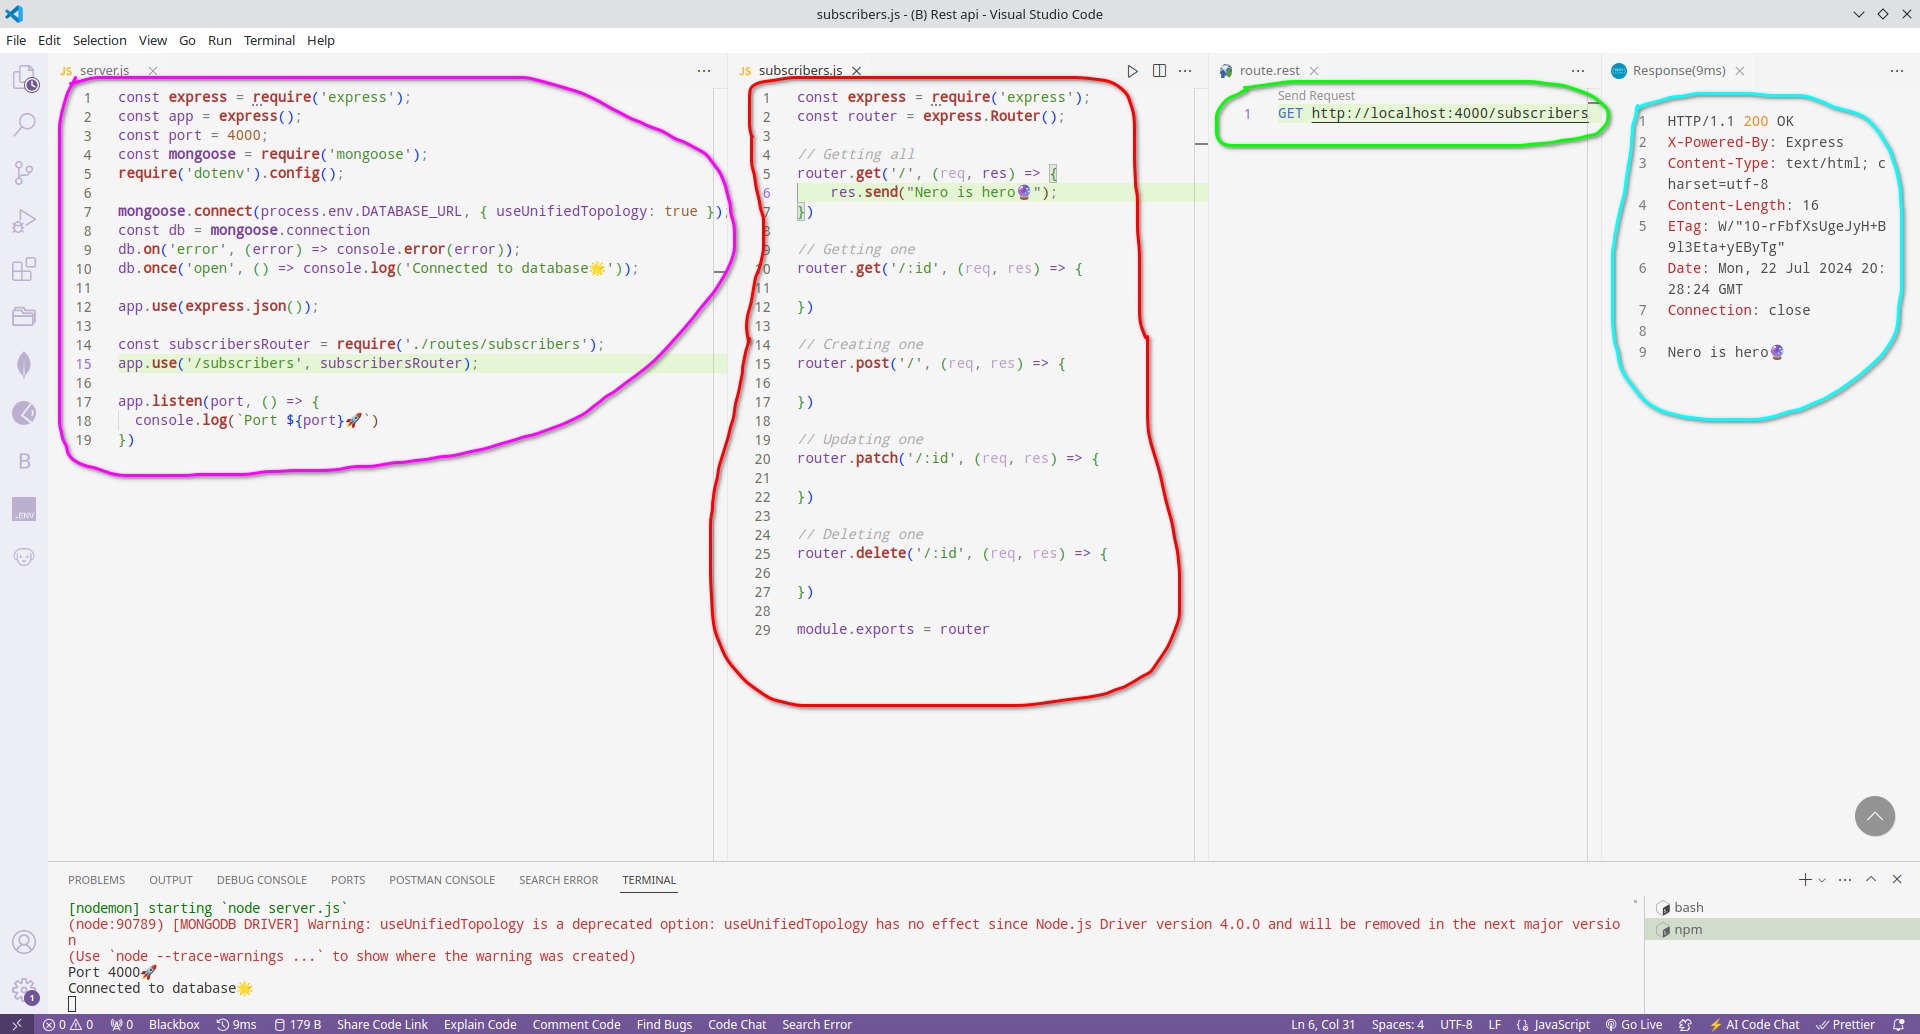 subscribers.js - (B) Rest api - Visual Studio Code
File Edit Selection View Go Run Terminal Help
JS server.js
1 const express = require('express');
2 const app = express();
3 const port = 4000;
4 const mongoose = require('mongoose');
5 require('dotenv').config();
6
7 mongoose.connect(process.env.DATABASE_URL, { useUnifiedTopology: true });
8 const db = mongoose.connection
9 db.on('error', (error) => console.error(error));
10 db.once('open', () => console.log('Connected to database🌟'));
11
12 app.use(express.json());
13
14 const subscribersRouter = require('./routes/subscribers');
15 app.use('/subscribers', subscribersRouter);
16
17 app.listen(port, () => {
18 console.log(`Port ${port}🚀`)
19 })
JS subscribers.js
1 const express = require('express');
2 const router = express.Router();
3
4 // Getting all
5 router.get('/', (req, res) => {
6 res.send("Nero is hero🔮");
7 })
8
9 // Getting one
10 router.get('/:id', (req, res) => {
11
12 })
13
14 // Creating one
15 router.post('/', (req, res) => {
16
17 })
18
19 // Updating one
20 router.patch('/:id', (req, res) => {
21
22 })
23
24 // Deleting one
25 router.delete('/:id', (req, res) => {
26
27 })
28
29 module.exports = router
route.rest
Send Request
1 GET http://localhost:4000/subscribers
Response(9ms)
1 HTTP/1.1 200 OK
2 X-Powered-By: Express
3 Content-Type: text/html; c
harset=utf-8
4 Content-Length: 16
5 ETag: W/"10-rFbfXsUgeJyH+B
9l3Eta+yEByTg"
6 Date: Mon, 22 Jul 2024 20:
28:24 GMT
7 Connection: close
8
9 Nero is hero🔮
B
.ENV
1
PROBLEMS OUTPUT DEBUG CONSOLE PORTS POSTMAN CONSOLE SEARCH ERROR TERMINAL
[nodemon] starting `node server.js`
(node:90789) [MONGODB DRIVER] Warning: useUnifiedTopology is a deprecated option: useUnifiedTopology has no effect since Node.js Driver version 4.0.0 and will be removed in the next major versio
n
(Use `node --trace-warnings ...` to show where the warning was created)
Port 4000🚀
Connected to database🌟
bash
npm
0 0 0 Blackbox 9ms 179 B Share Code Link Explain Code Comment Code Find Bugs Code Chat Search Error Ln 6, Col 31 Spaces: 4 UTF-8 LF JavaScript Go Live AI Code Chat Prettier